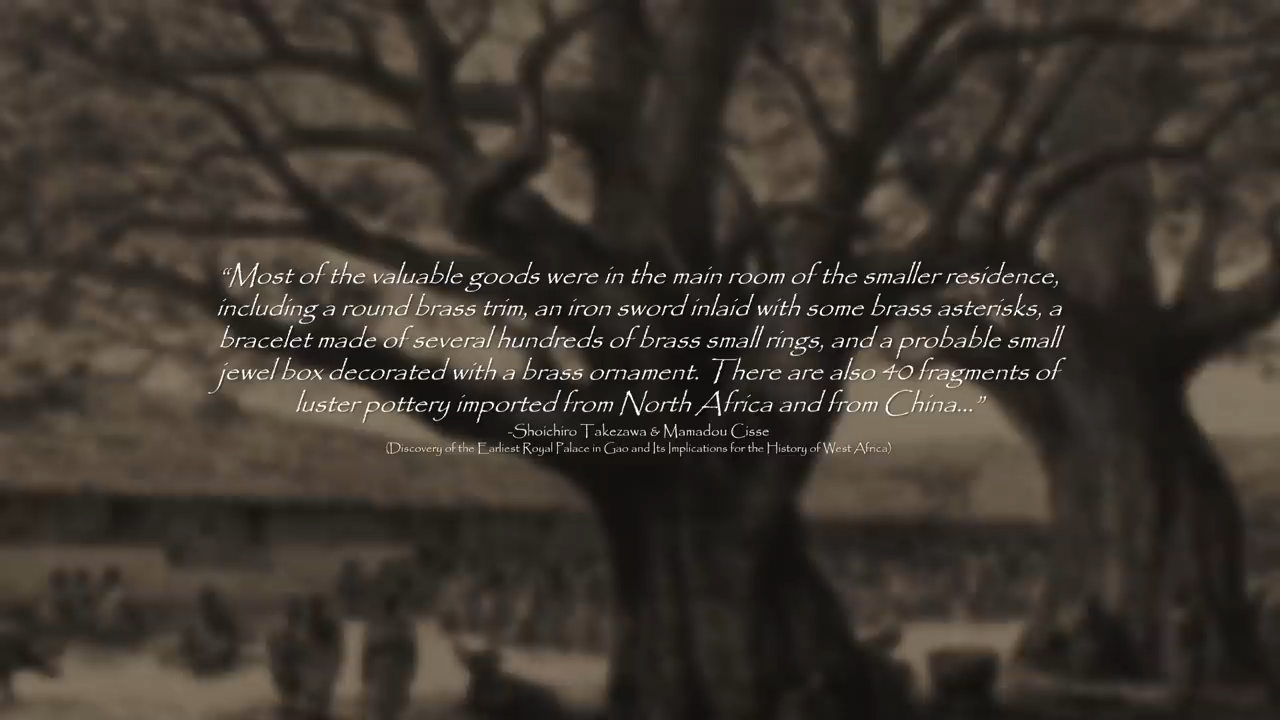 “Most of the valuable goods were in the main room of the smaller residence,
including a round brass trim, an iron sword inlaid with some brass asterisks, a
bracelet made of several hundreds of brass small rings, and a probable small
jewel box decorated with a brass ornament. There are also 40 fragments of
luster pottery imported from North Africa and from China...”
-Shoichiro Takezawa & Mamadou Cisse
(Discovery of the Earliest Royal Palace in Gao and Its Implications for the History of West Africa)